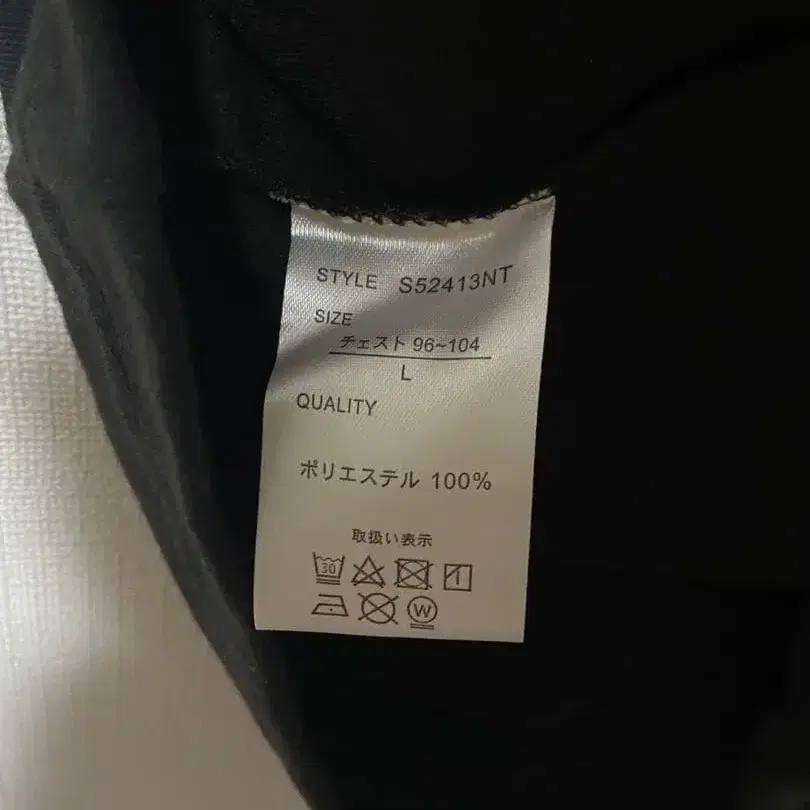 STYLE S52413NT
SIZE
チェスト 96~104
L
QUALITY
ポリエステル 100%
取扱い表示
30
W